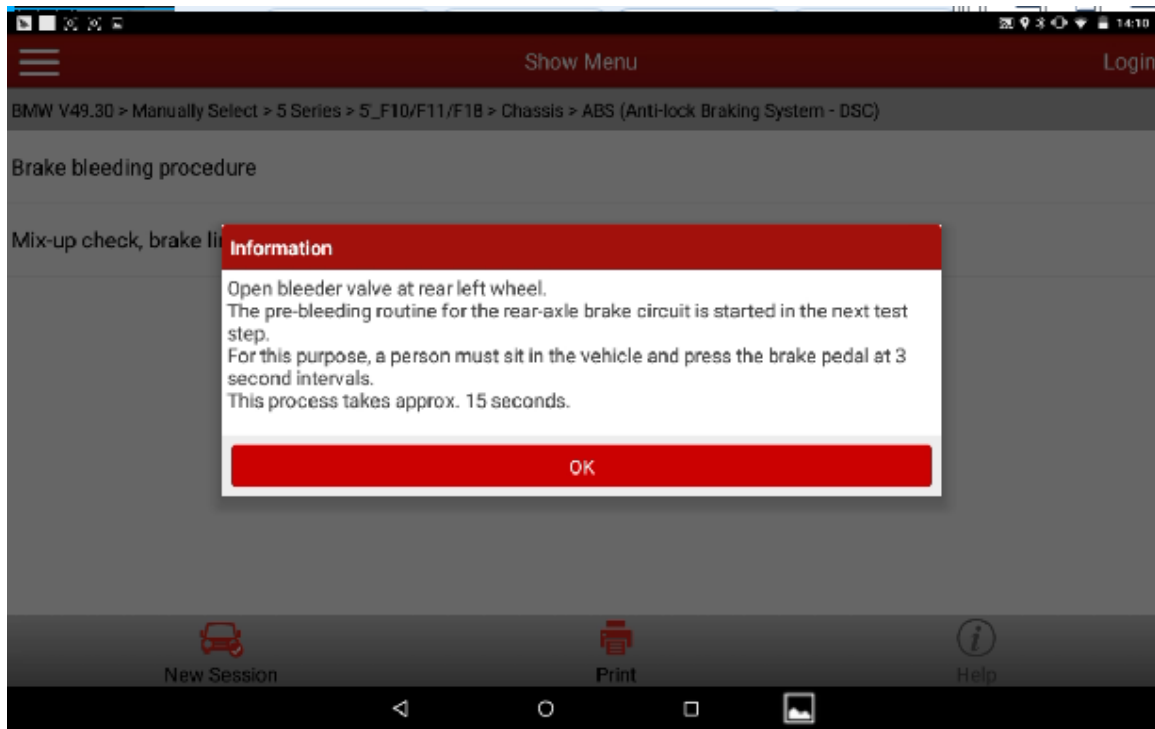 14:10
Show Menu
Login
BMW V49.30 > Manually Select > 5 Series > 5'_F10/F11/F18 > Chassis > ABS (Anti-lock Braking System - DSC)
Brake bleeding procedure
Mix-up check, brake
Information
Open bleeder valve at rear left wheel.
The pre-bleeding routine for the rear-axle brake circuit is started in the next test
step.
For this purpose, a person must sit in the vehicle and press the brake pedal at 3
second intervals.
This process takes approx. 15 seconds.
OK
New Session
Print
Help